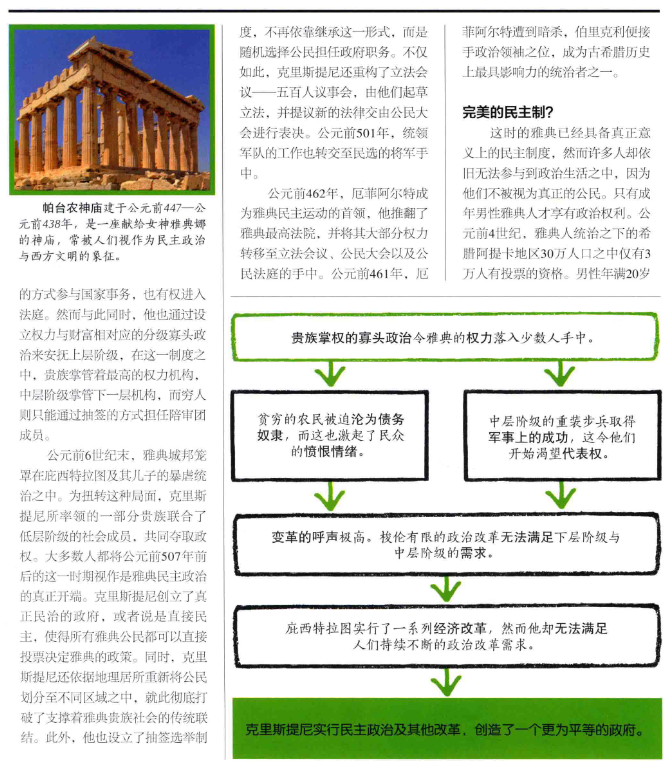 帕台农神庙建于公元前447—公
元前438年，是一座献给女神雅典娜
的神庙，常被人们视作为民主政治
与西方文明的象征。
的方式参与国家事务，也有权进入
法庭。然而与此同时，他也通过设
立权力与财富相对应的分级寡头政
治来安抚上层阶级，在这一制度之
中，贵族掌管着最高的权力机构，
中层阶级掌管下一层机构，而穷人
则只能通过抽签的方式担任陪审团
成员。
公元前6世纪末，雅典城邦笼
罩在庇西特拉图及其儿子的暴虐统
治之中。为扭转这种局面，克里斯
提尼所率领的一部分贵族联合了
低层阶级的社会成员，共同夺取政
权。大多数人都将公元前507年前
后的这一时期视作是雅典民主政治
的真正开端。克里斯提尼创立了真
正民治的政府，或者说是直接民
主，使得所有雅典公民都可以直接
投票决定雅典的政策。同时，克里
斯提尼还依据地理居所重新将公民
划分至不同区域之中，就此彻底打
破了支撑着雅典贵族社会的传统联
结。此外，他也设立了抽签选举制
度，不再依靠继承这一形式，而是
随机选择公民担任政府职务。不仅
如此，克里斯提尼还重构了立法会
议——五百人议事会，由他们起草
立法，并提议新的法律交由公民大
会进行表决。公元前501年，统领
军队的工作也转交至民选的将军手
中。
公元前462年，厄菲阿尔特成
为雅典民主运动的首领，他推翻了
雅典最高法院，并将其大部分权力
转移至立法会议、公民大会以及公
民法庭的手中。公元前461年，厄
菲阿尔特遭到暗杀，伯里克利便接
手政治领袖之位，成为古希腊历史
上最具影响力的统治者之一。
完美的民主制？
这时的雅典已经具备真正意
义上的民主制度，然而许多人却依
旧无法参与到政治生活之中，因为
他们不被视为真正的公民。只有成
年男性雅典人才享有政治权利。公
元前4世纪，雅典人统治之下的希
腊阿提卡地区30万人口之中仅有3
万人有投票的资格。男性年满20岁
贵族掌权的寡头政治令雅典的权力落入少数人手中。
贫穷的农民被迫沦为债务
奴隶，而这也激起了民众
的愤恨情绪。
中层阶级的重装步兵取得
军事上的成功，这令他们
开始渴望代表权。
变革的呼声极高。梭伦有限的政治改革无法满足下层阶级与
中层阶级的需求。
庇西特拉图实行了一系列经济改革，然而他却无法满足
人们持续不断的政治改革需求。
克里斯提尼实行民主政治及其他改革，创造了一个更为平等的政府。